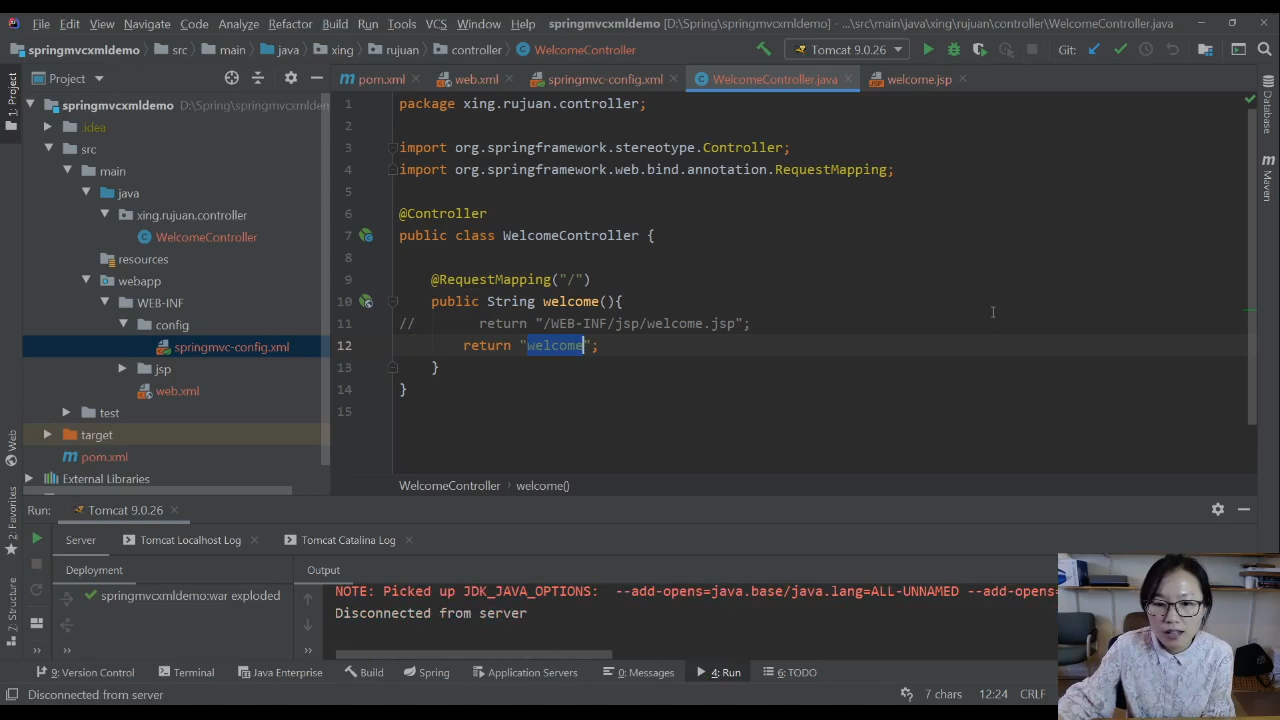 File Edit View Navigate Code Analyze Refactor Build Run Tools VCS Window Help springmvcxmldemo [D:\Spring\springmvcxmldemo] - ...\src\main\java\xing\rujuan\controller\WelcomeController.java
springmvcxmldemo src main java xing rujuan controller WelcomeController Tomcat 9.0.26 Git:
1: Project
Project
pom.xml web.xml springmvc-config.xml WelcomeController.java welcome.jsp
springmvcxmldemo D:\Spring\springmvcxmldem
.idea
src
main
java
xing.rujuan.controller
WelcomeController
resources
webapp
WEB-INF
config
springmvc-config.xml
jsp
web.xml
test
target
pom.xml
External Libraries
1 package xing.rujuan.controller;
2
3 import org.springframework.stereotype.Controller;
4 import org.springframework.web.bind.annotation.RequestMapping;
5
6 @Controller
7 public class WelcomeController {
8
9 @RequestMapping("/")
10 public String welcome(){
11 // return "/WEB-INF/jsp/welcome.jsp";
12 return "welcome";
13 }
14 }
15
WelcomeController › welcome()
Database
Maven
Web
2: Favorites
7: Structure
Run: Tomcat 9.0.26
Server Tomcat Localhost Log Tomcat Catalina Log
Deployment Output
springmvcxmldemo:war exploded
NOTE: Picked up JDK_JAVA_OPTIONS: --add-opens=java.base/java.lang=ALL-UNNAMED --add-opens=
Disconnected from server
9: Version Control Terminal Java Enterprise Build Spring Application Servers 0: Messages 4: Run 6: TODO
Disconnected from server 7 chars 12:24 CRLF